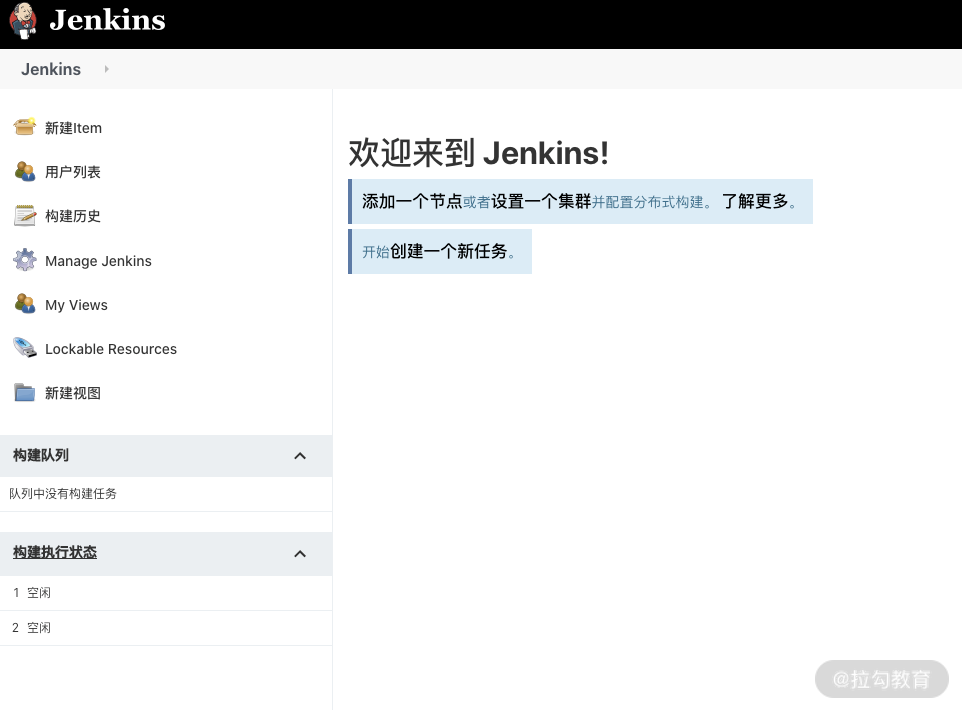 Jenkins
Jenkins
新建Item
用户列表
构建历史
Manage Jenkins
My Views
Lockable Resources
新建视图
构建队列
队列中没有构建任务
构建执行状态
1 空闲
2 空闲
欢迎来到 Jenkins!
添加一个节点或者设置一个集群并配置分布式构建。 了解更多。
开始创建一个新任务。
@拉勾教育